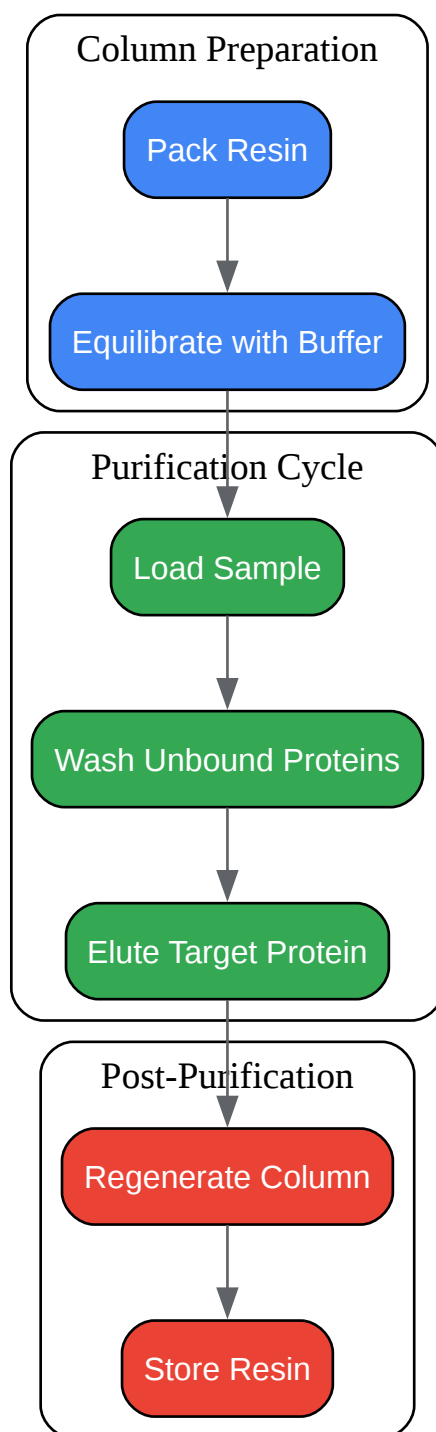 Column Preparation
Pack Resin
Equilibrate with Buffer
Purification Cycle
Load Sample
Wash Unbound Proteins
Elute Target Protein
Post-Purification
Regenerate Column
Store Resin